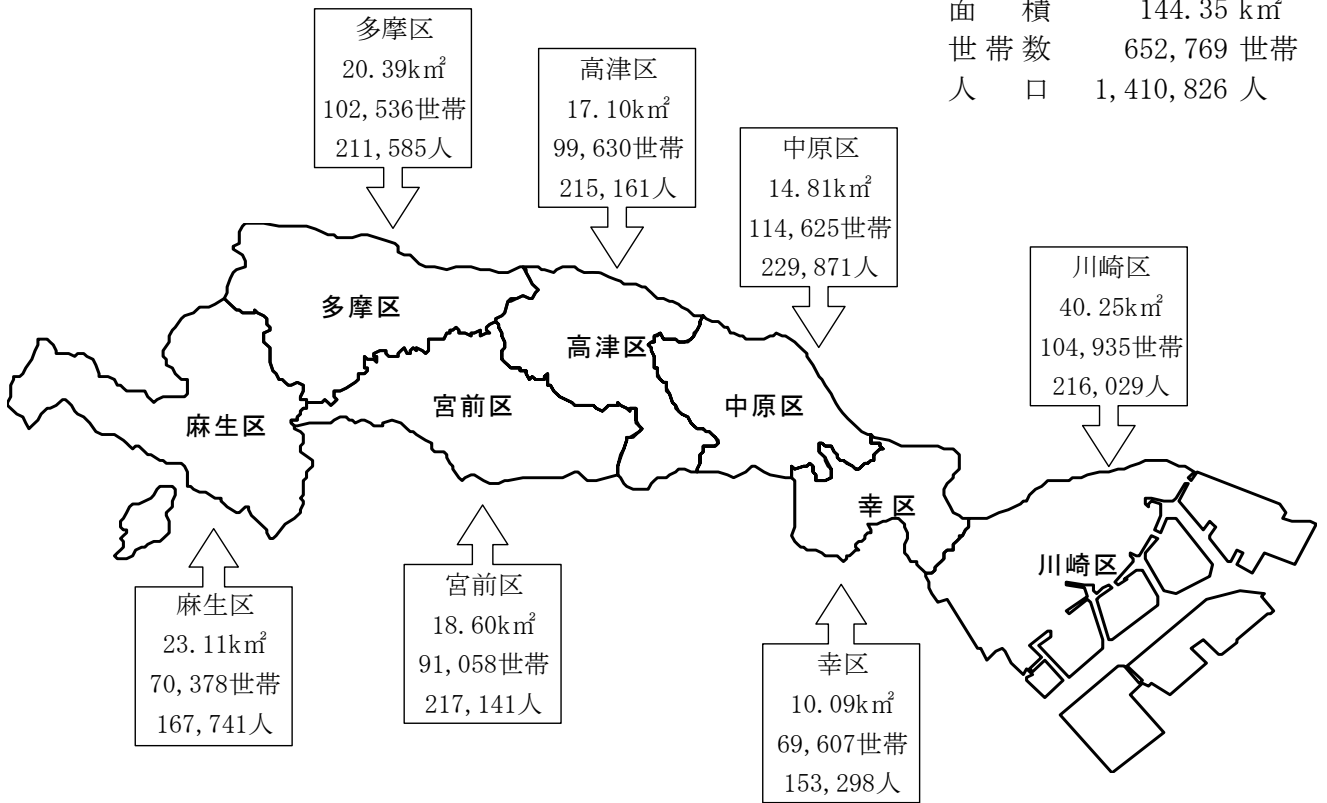 面積 144.35 k㎡
世帯数 652,769 世帯
人口 1,410,826 人
多摩区
20.39k㎡
102,536世帯
211,585人
高津区
17.10k㎡
99,630世帯
215,161人
中原区
14.81k㎡
114,625世帯
229,871人
川崎区
40.25k㎡
104,935世帯
216,029人
多摩区
高津区
宮前区
中原区
麻生区
幸区
川崎区
麻生区
23.11k㎡
70,378世帯
167,741人
宮前区
18.60k㎡
91,058世帯
217,141人
幸区
10.09k㎡
69,607世帯
153,298人